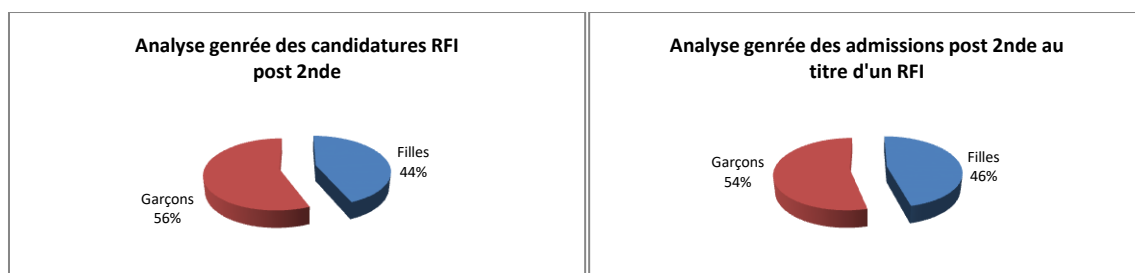 Analyse genrée des candidatures RFI
post 2nde
Filles
44%
Garçons
56%
Analyse genrée des admissions post 2nde au
titre d'un RFI
Garçons
54%
Filles
46%